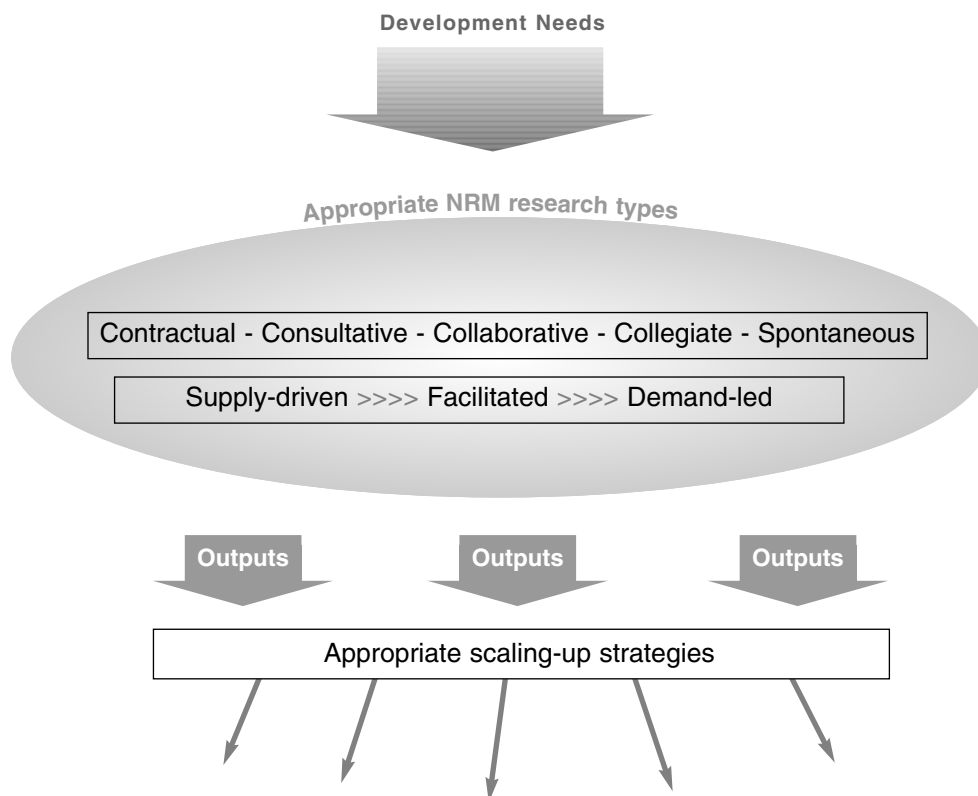 Development Needs
Appropriate NRM research types
Contractual - Consultative - Collaborative - Collegiate - Spontaneous
Supply-driven >>>> Facilitated >>>> Demand-led
Outputs
Outputs
Outputs
Appropriate scaling-up strategies